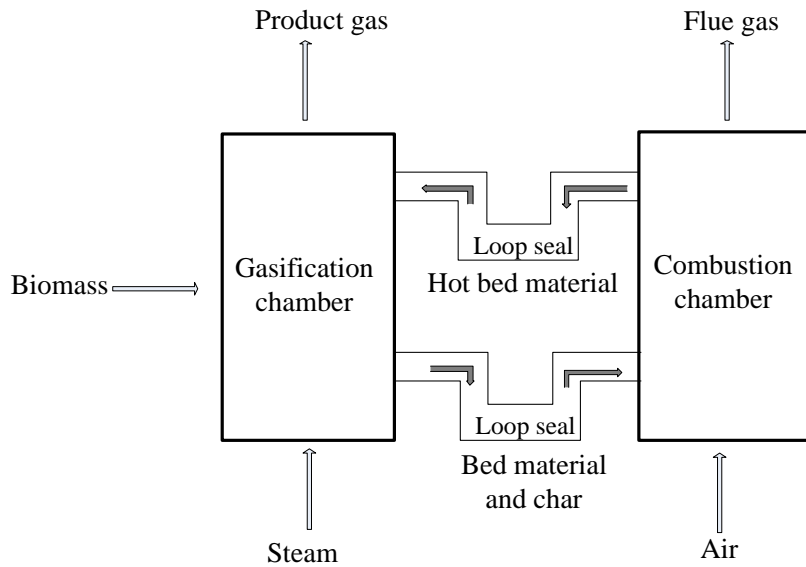 Product gas
Flue gas
Biomass
Gasification
chamber
Loop seal
Hot bed material
Combustion
chamber
Loop seal
Bed material
and char
Steam
Air